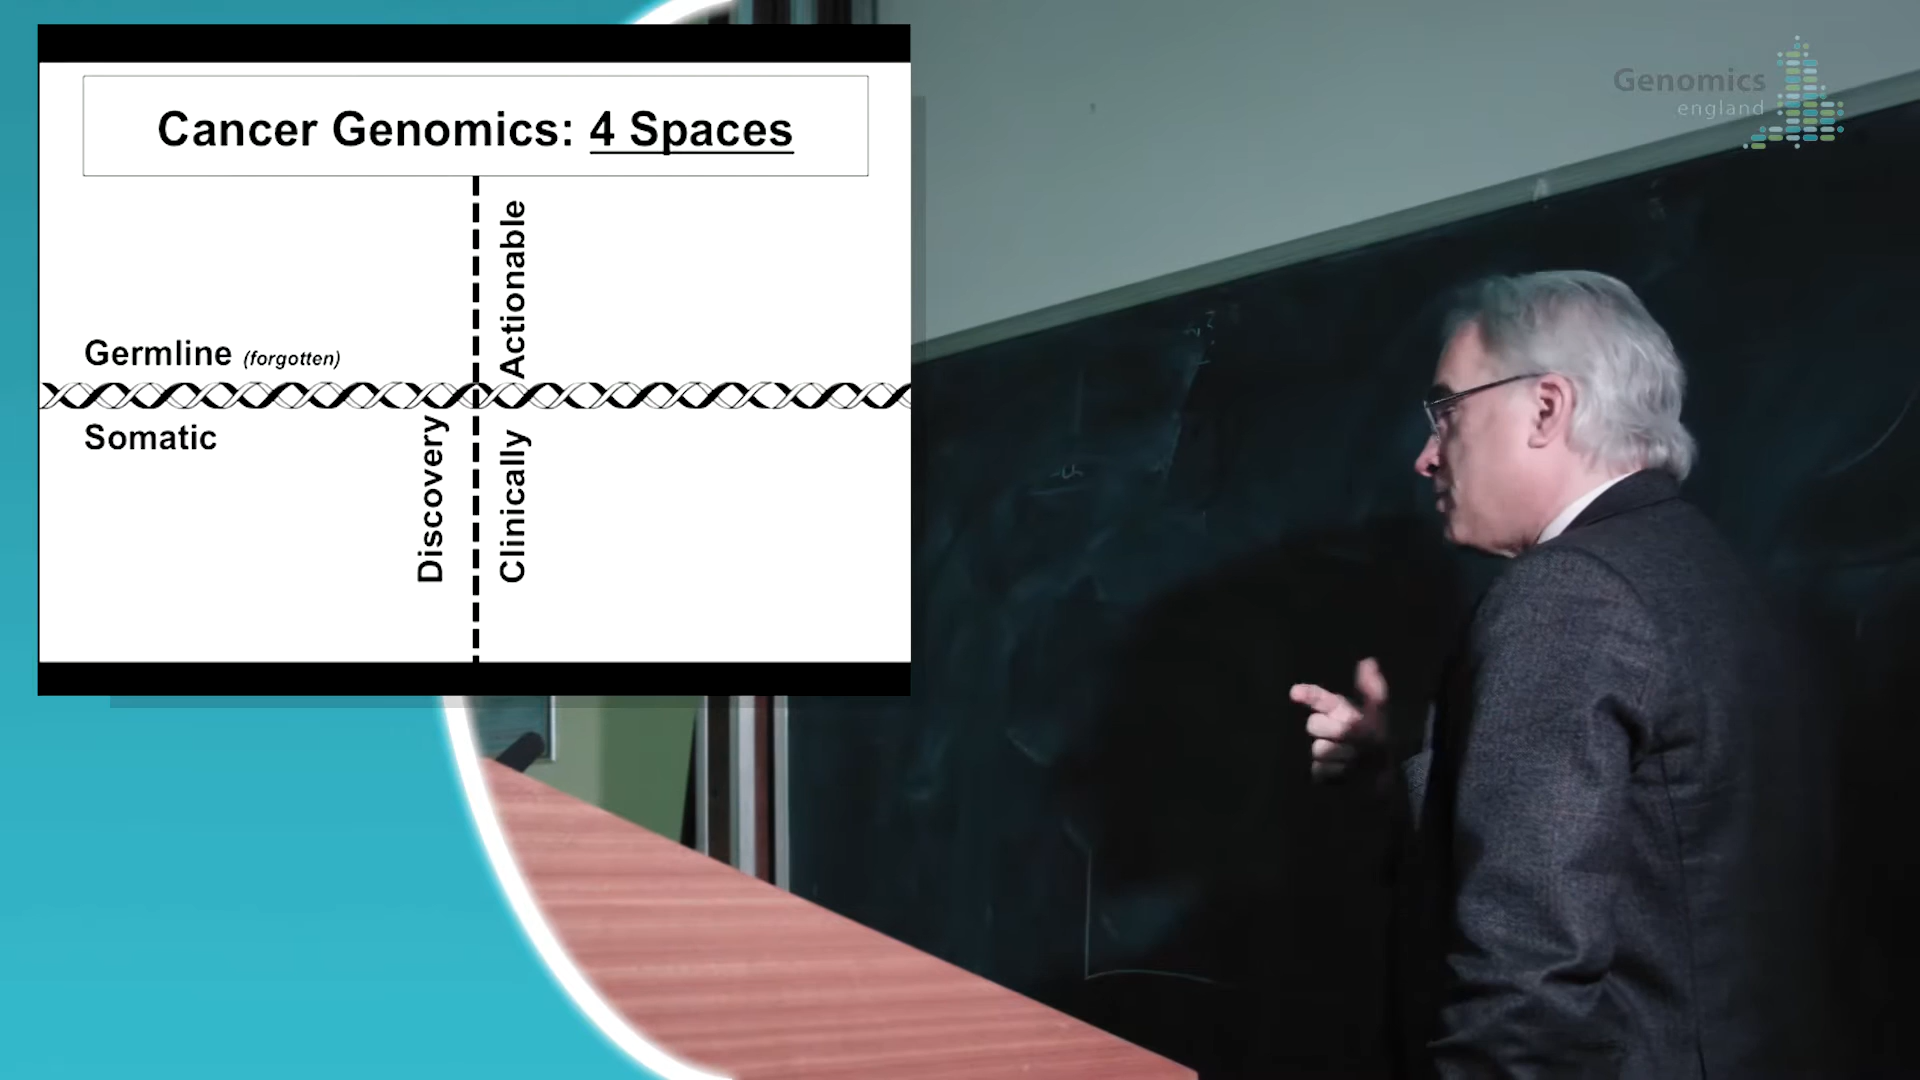 Cancer Genomics: 4 Spaces
Germline (forgotten)
Somatic
Discovery
Clinically Actionable
Genomics
england